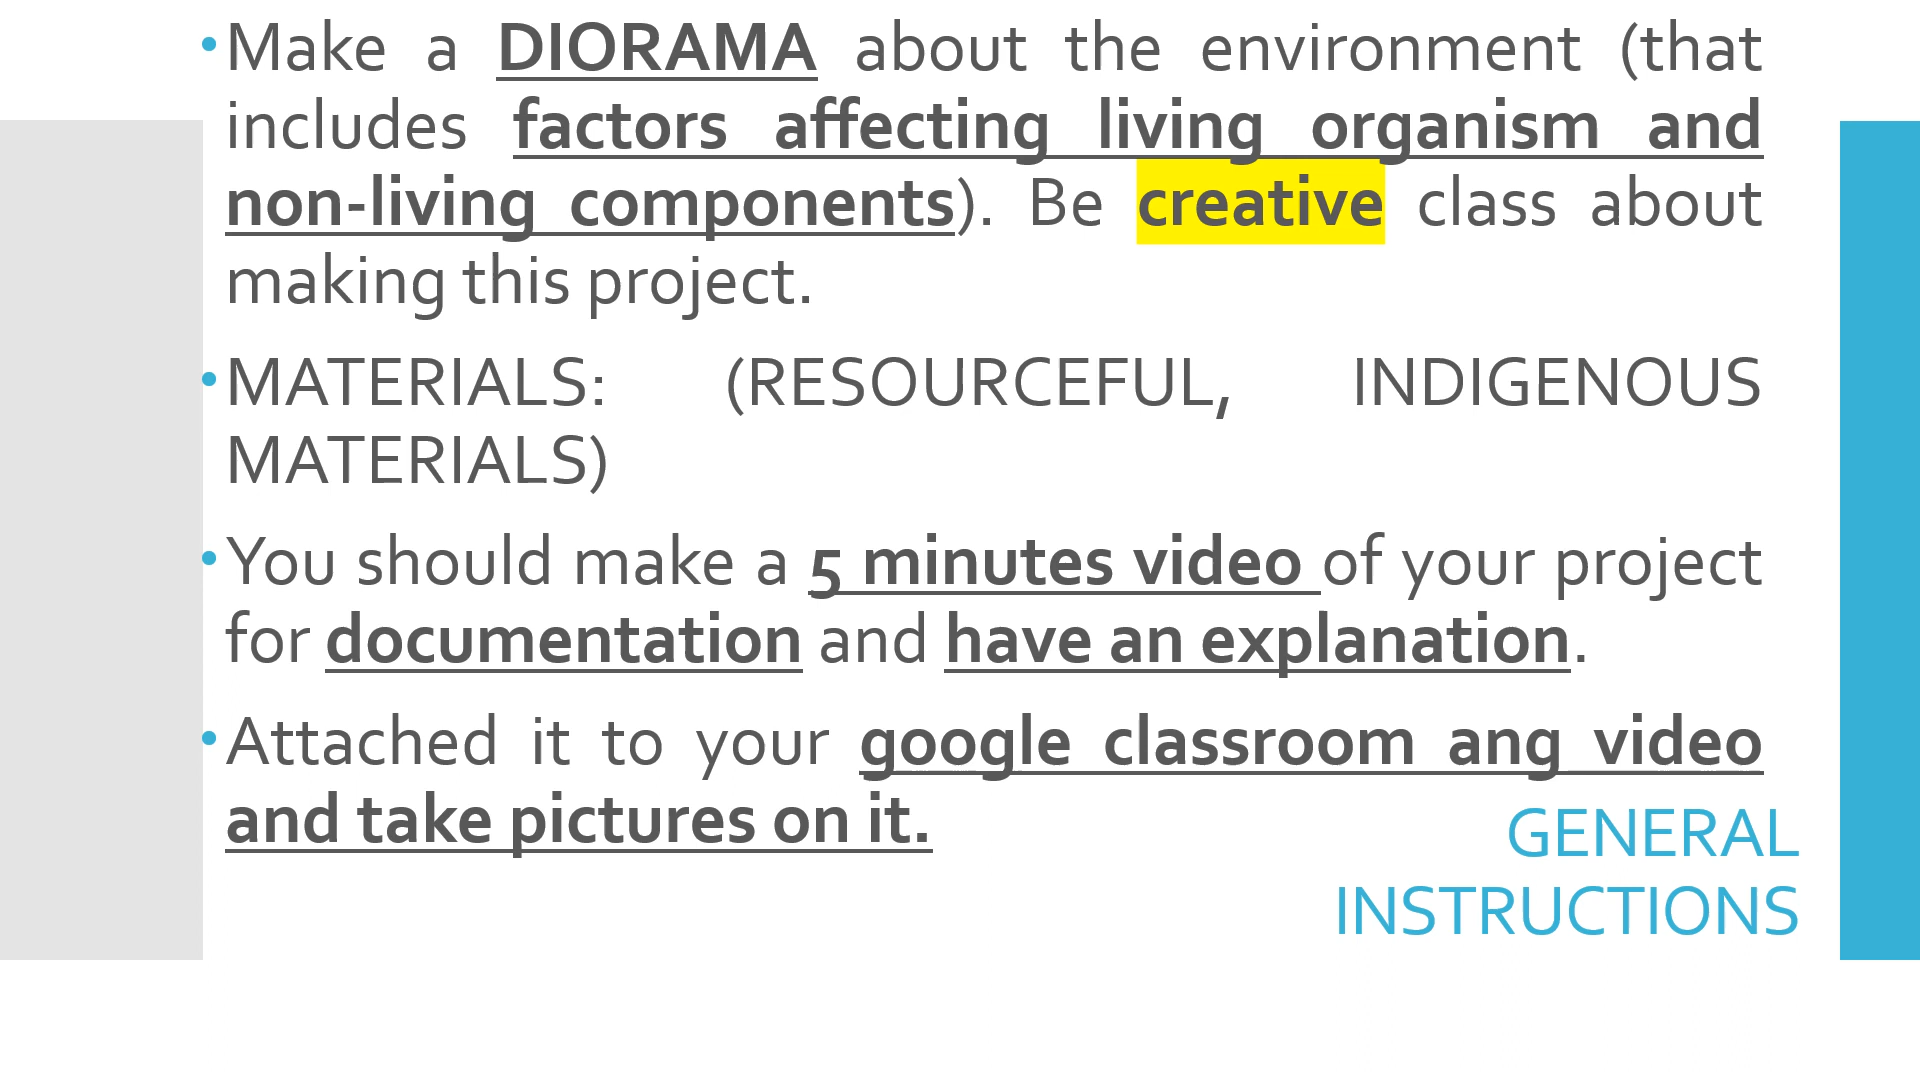 •Make a DIORAMA about the environment (that
includes factors affecting living organism and
non-living components). Be creative class about
making this project.
•MATERIALS: (RESOURCEFUL, INDIGENOUS
MATERIALS)
•You should make a 5 minutes video of your project
for documentation and have an explanation.
•Attached it to your google classroom ang video
and take pictures on it.
GENERAL
INSTRUCTIONS